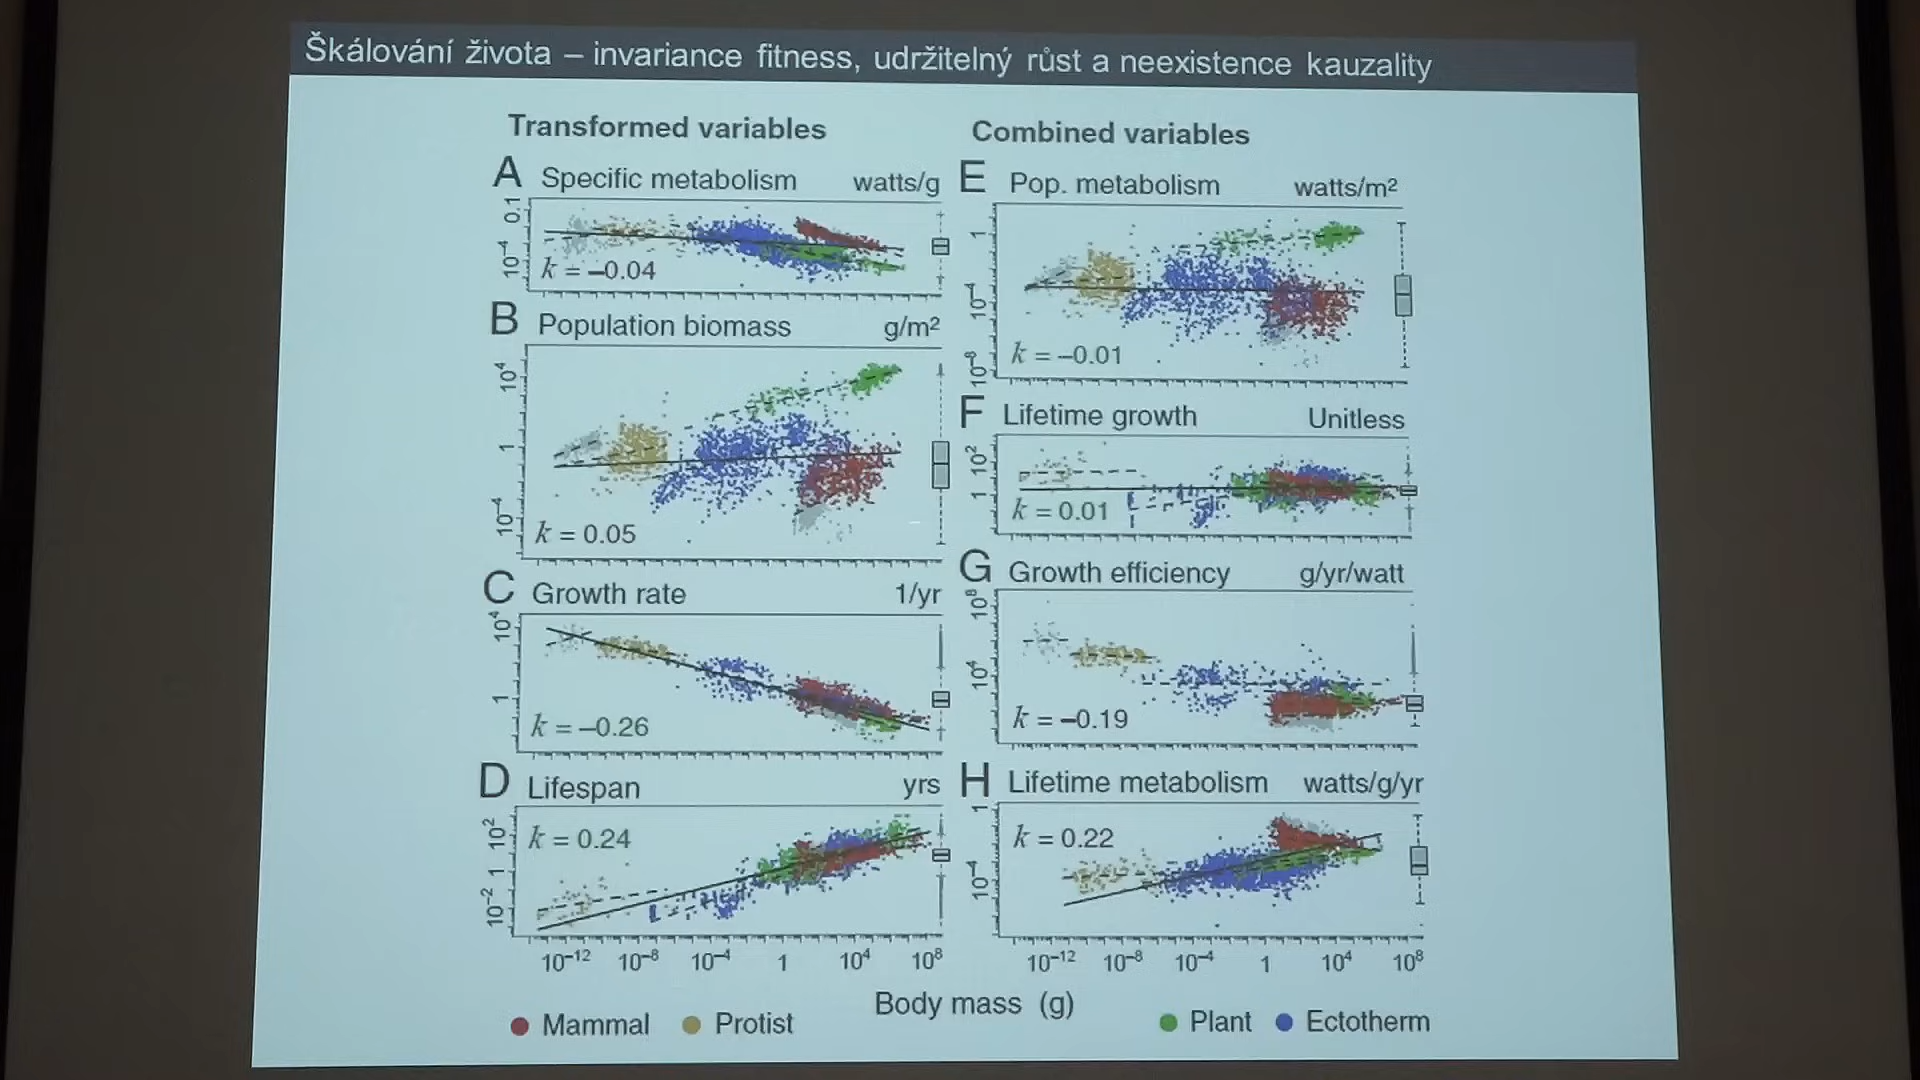 Škálování života – invariance fitness, udržitelný růst a neexistence kauzality
Transformed variables
A Specific metabolism watts/g
0.1
10⁻⁴
k = –0.04
B Population biomass g/m²
10⁴
1
10⁻⁴
k = 0.05
C Growth rate 1/yr
10⁴
1
k = –0.26
D Lifespan yrs
10²
1
10⁻²
k = 0.24
10⁻¹² 10⁻⁸ 10⁻⁴ 1 10⁴ 10⁸
Combined variables
E Pop. metabolism watts/m²
1
10⁻⁴
10⁻⁸
k = –0.01
F Lifetime growth Unitless
10²
1
k = 0.01
G Growth efficiency g/yr/watt
10⁸
10⁴
k = –0.19
H Lifetime metabolism watts/g/yr
1
10⁻⁴
k = 0.22
10⁻¹² 10⁻⁸ 10⁻⁴ 1 10⁴ 10⁸
Body mass (g)
Mammal Protist Plant Ectotherm